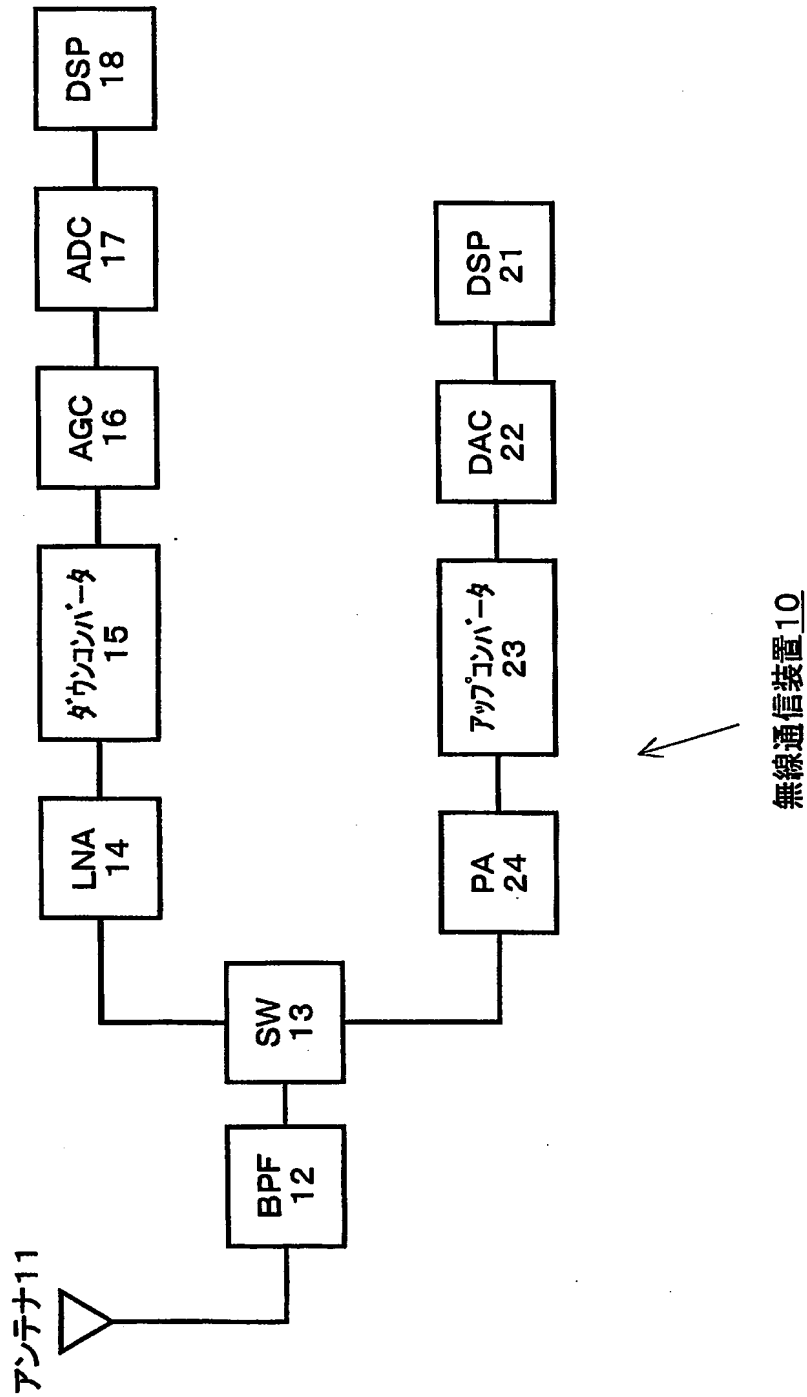 アンテナ11
BPF
12
SW
13
LNA
14
ダウンコンバータ
15
AGC
16
ADC
17
DSP
18
PA
24
アップコンバータ
23
DAC
22
DSP
21
無線通信装置10